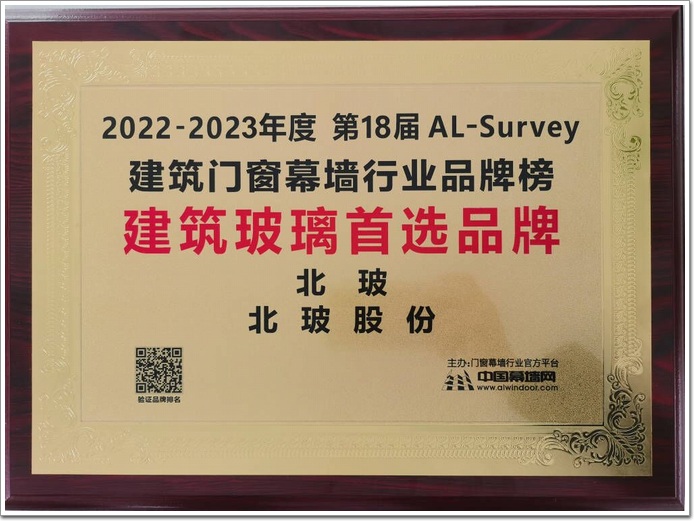 2022-2023年度 第18届 AL-Survey
建筑门窗幕墙行业品牌榜
建筑玻璃首选品牌
北 玻
北 玻 股 份
验证品牌排名
主办:门窗幕墙行业官方平台
中国幕墙网
www.alwindoor.com